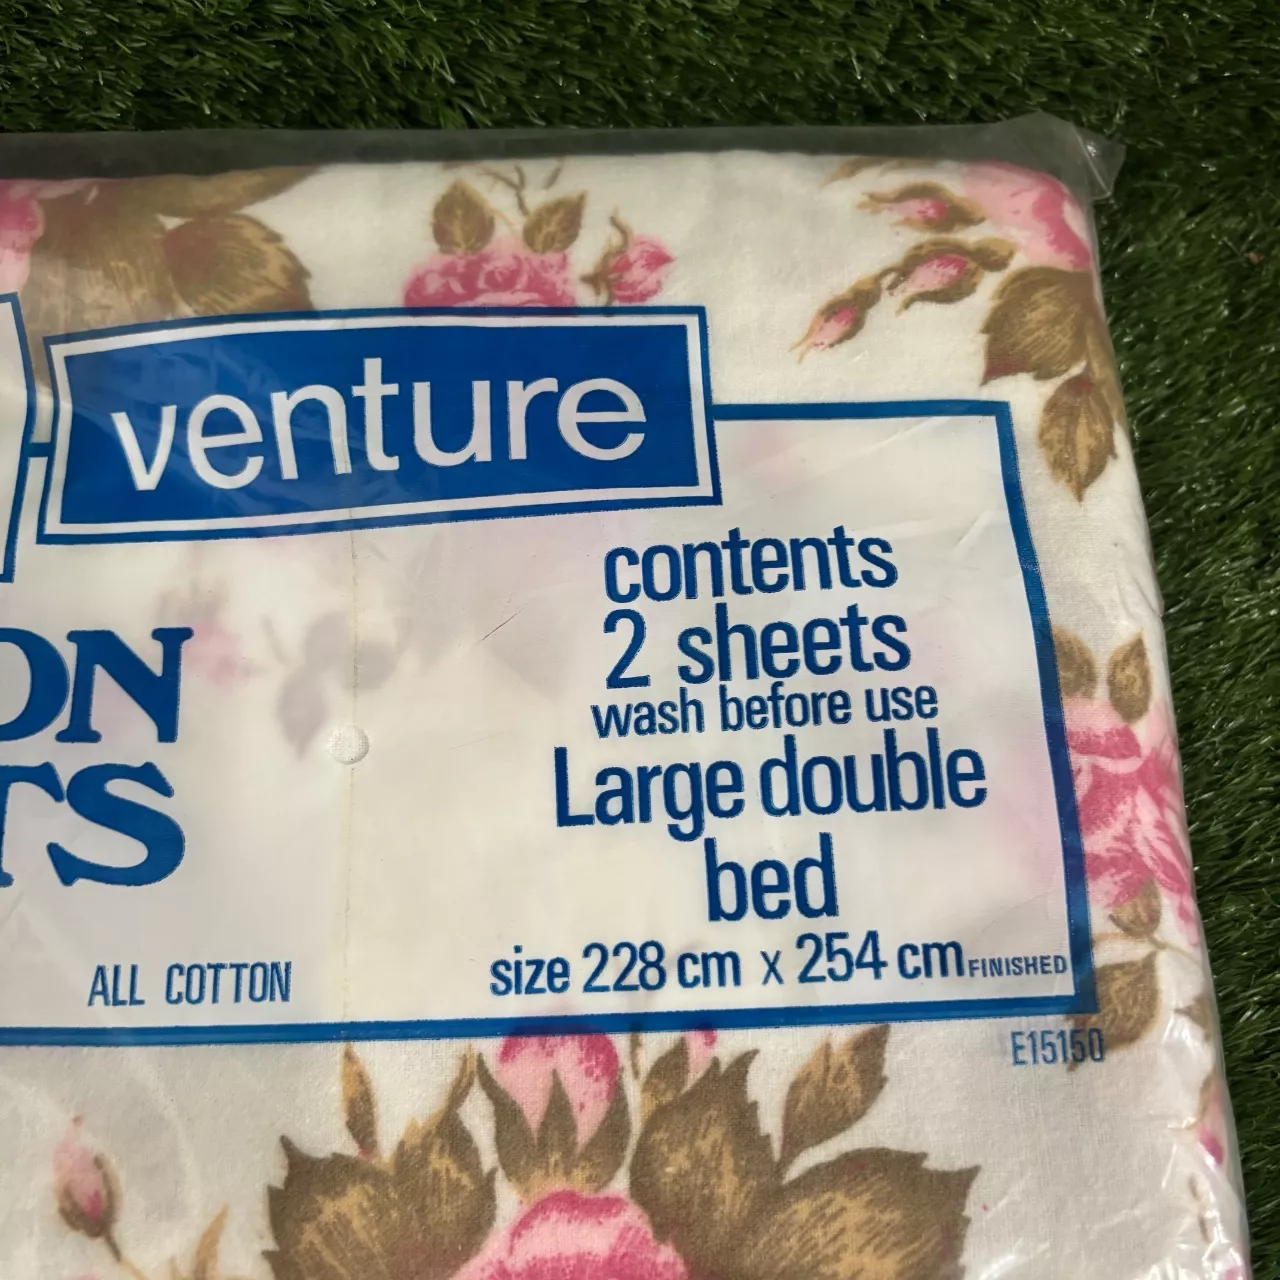 venture
contents
2 sheets
wash before use
Large double
bed
size 228 cm x 254 cm FINISHED
ON
TS
ALL COTTON
E15150